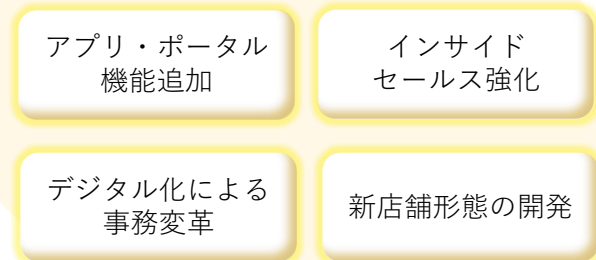 アプリ・ポータル
機能追加
インサイド
セールス強化
デジタル化による
事務変革
新店舗形態の開発